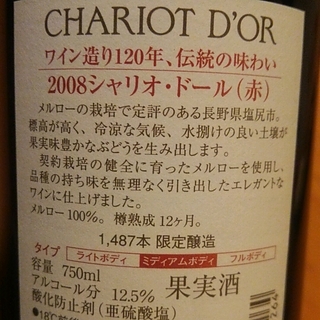 CHARIOT D'OR
ワイン造り120年、伝統の味わい
2008シャリオ・ドール(赤)
メルローの栽培で定評のある長野県塩尻市。
標高が高く、冷涼な気候、水捌けの良い土壌が
果実味豊かなぶどうを生み出します。
契約栽培の健全に育ったメルローを使用し、
品種の持ち味を無理なく引き出したエレガントな
ワインに仕上げました。
メルロー100%。樽熟成 12ヶ月。
1,487本 限定醸造
タイプ ライトボディ ミディアムボディ フルボディ
容量 750ml
アルコール分 12.5% 果実酒
酸化防止剤(亜硫酸塩)